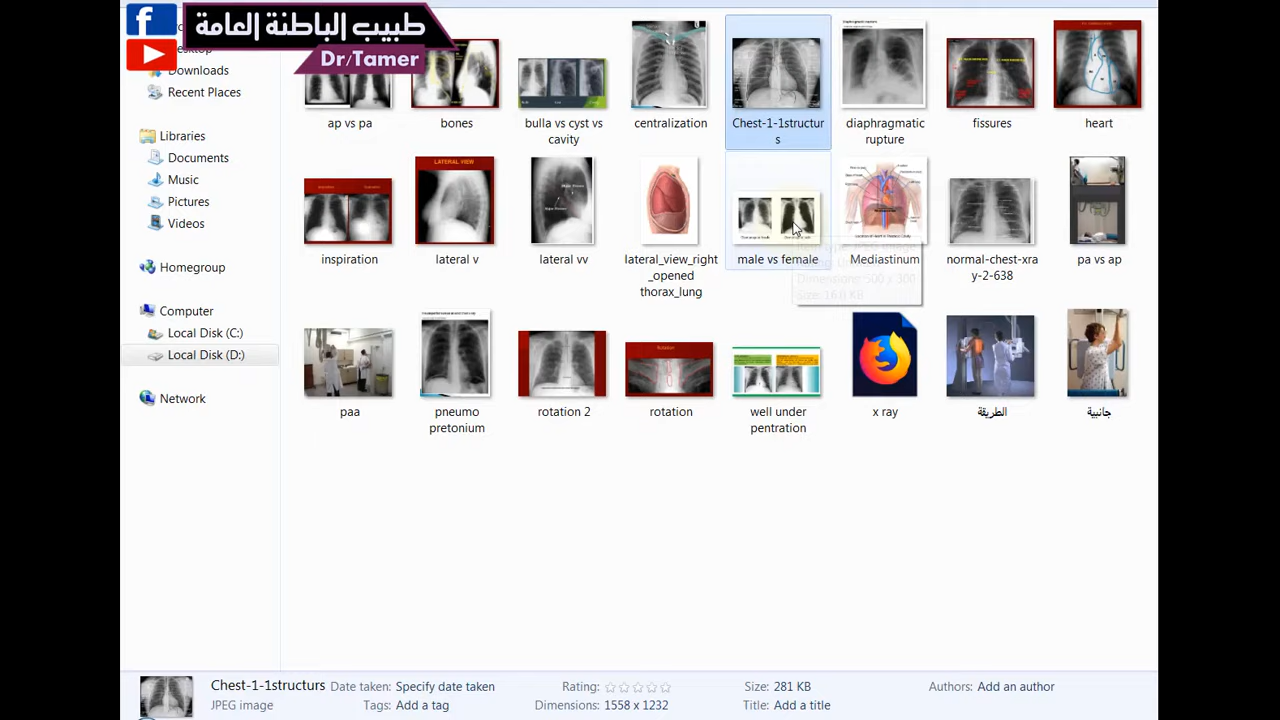 طبيب الباطنة العامة
Dr/Tamer
Downloads
Recent Places
Libraries
Documents
Music
Pictures
Videos
Homegroup
Computer
Local Disk (C:)
Local Disk (D:)
Network
ap vs pa
bones
bulla vs cyst vs
cavity
centralization
Chest-1-1structur
s
diaphragmatic
rupture
fissures
heart
inspiration
lateral v
lateral vv
lateral_view_right
_opened
thorax_lung
male vs female
Mediastinum
normal-chest-xra
y-2-638
pa vs ap
paa
pneumo
pretonium
rotation 2
rotation
well under
pentration
x ray
الطريقة
جانبية
Chest-1-1structurs
JPEG image
Date taken: Specify date taken
Tags: Add a tag
Rating:
Dimensions: 1558 x 1232
Size: 281 KB
Title: Add a title
Authors: Add an author